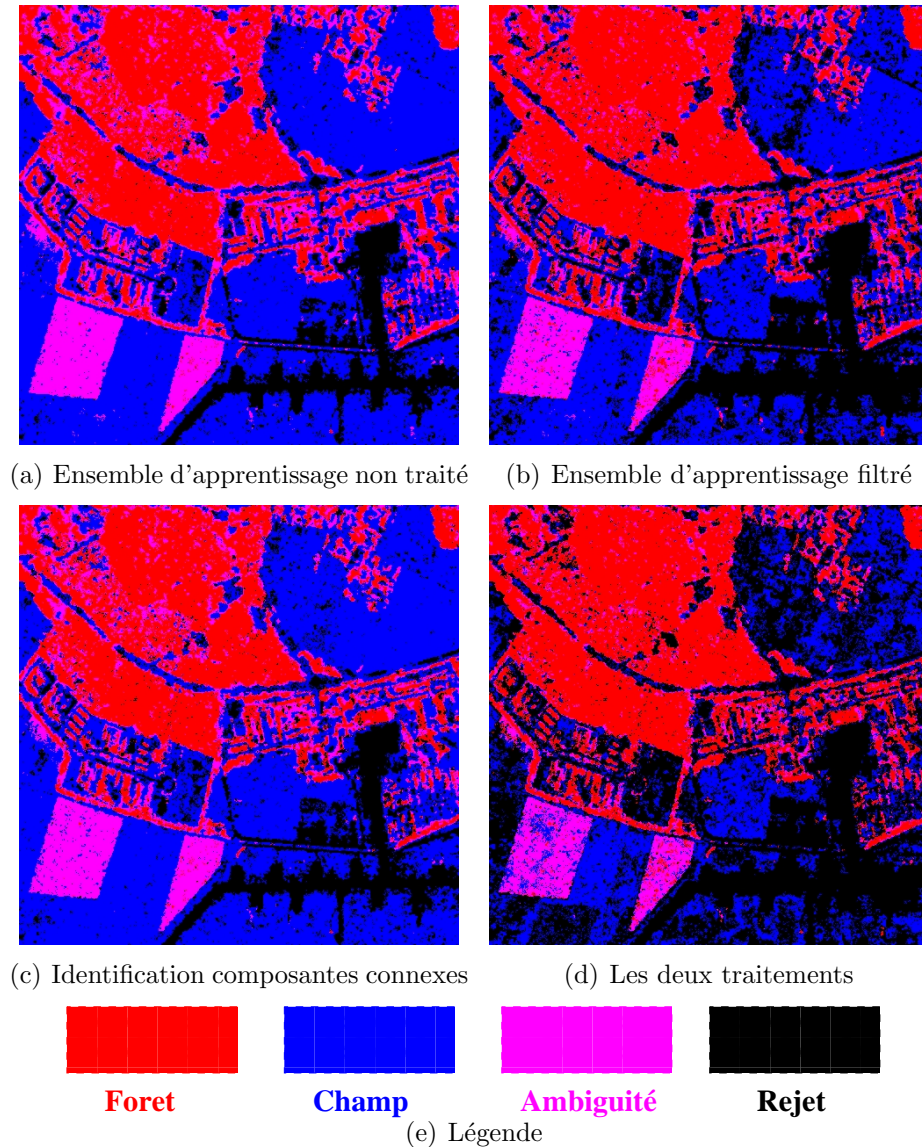 (a) Ensemble d'apprentissage non traité
(b) Ensemble d'apprentissage filtré
(c) Identification composantes connexes
(d) Les deux traitements
Foret
Champ
Ambiguité
Rejet
(e) Légende